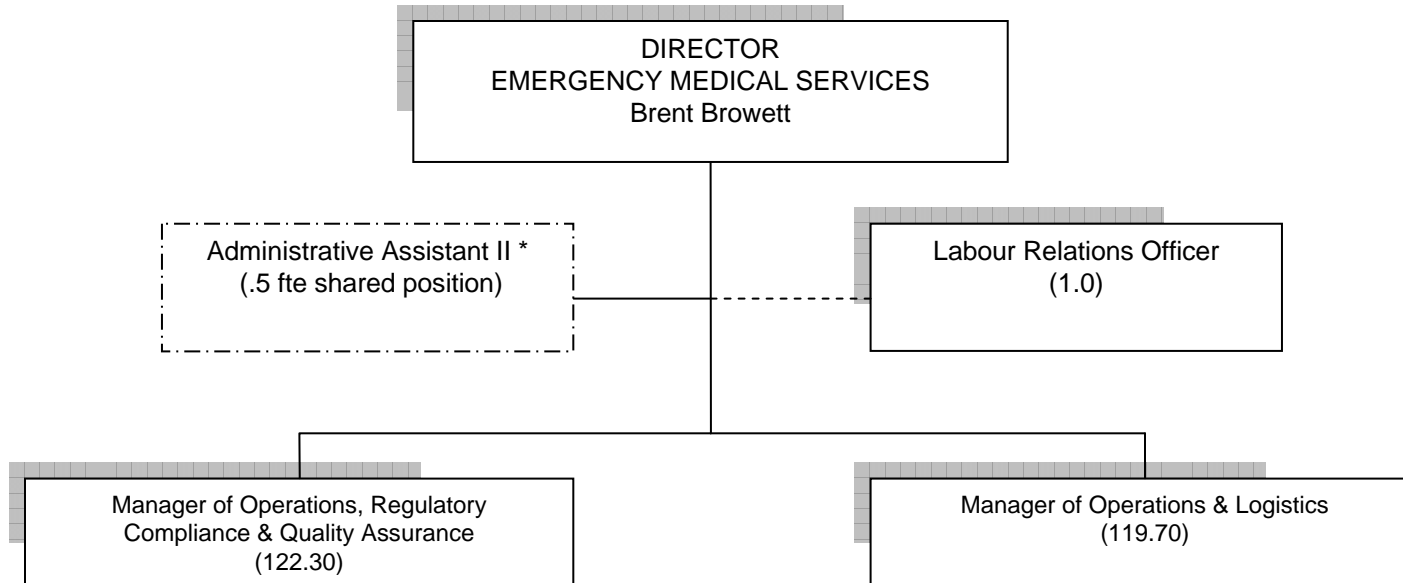 DIRECTOR
EMERGENCY MEDICAL SERVICES
Brent Browett
Administrative Assistant II *
(.5 fte shared position)
Labour Relations Officer
(1.0)
Manager of Operations, Regulatory
Compliance & Quality Assurance
(122.30)
Manager of Operations & Logistics
(119.70)